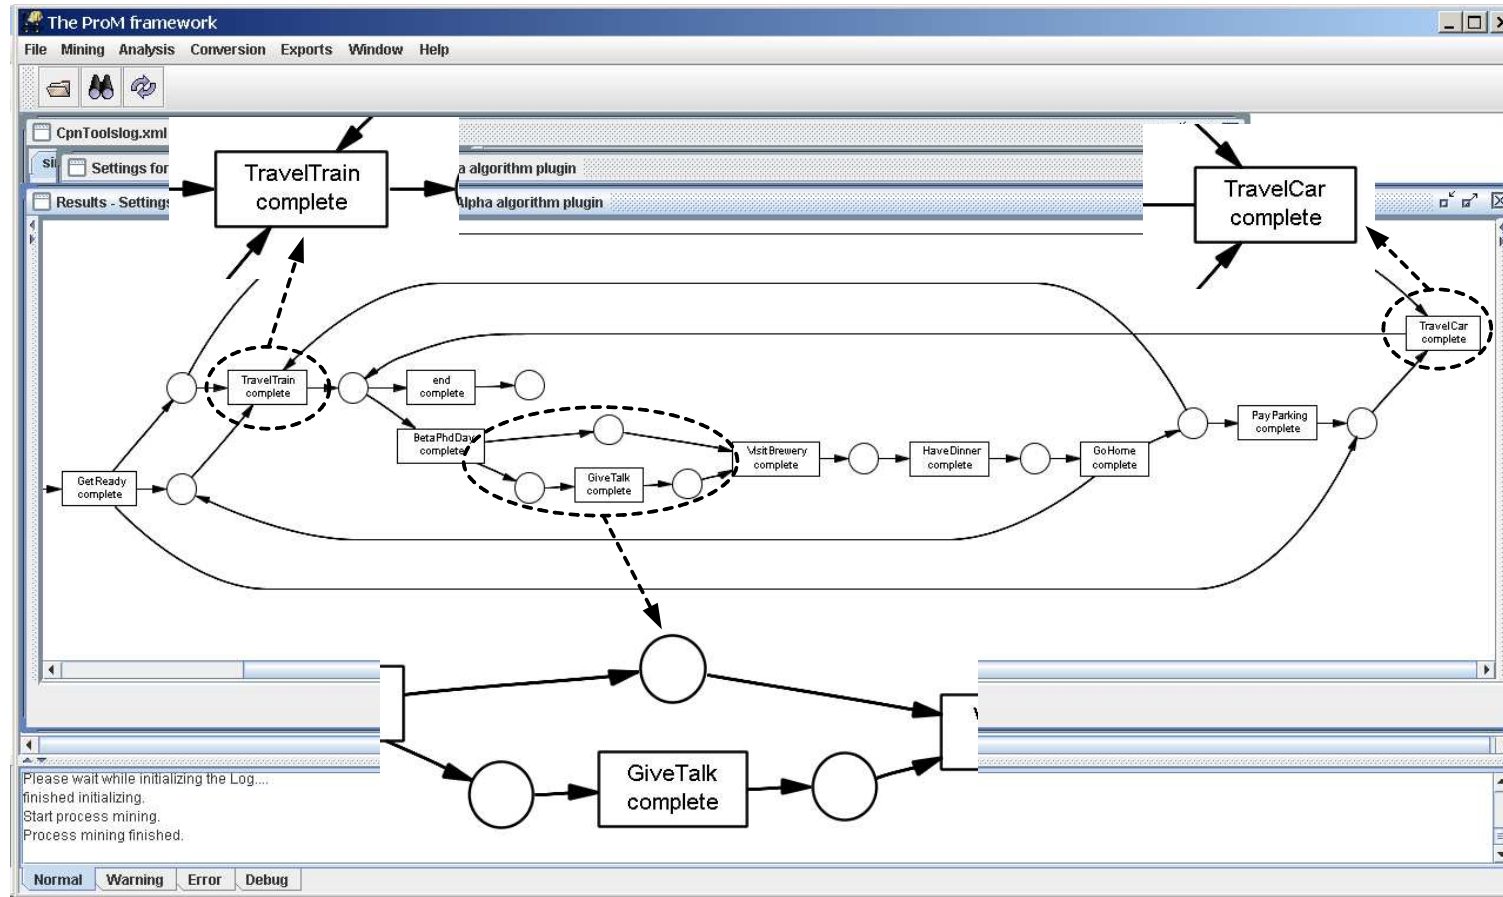 The ProM framework
File Mining Analysis Conversion Exports Window Help
CpnToolslog.xml
Settings for
a algorithm plugin
Results - Settings
Alpha algorithm plugin
TravelTrain
complete
TravelCar
complete
TravelCar
complete
TravelTrain
complete
end
complete
BetaPhdDay
complete
VisitBrewery
complete
HaveDinner
complete
GoHome
complete
PayParking
complete
GetReady
complete
GiveTalk
complete
GiveTalk
complete
Please wait while initializing the Log....
finished initializing.
Start process mining.
Process mining finished.
Normal Warning Error Debug